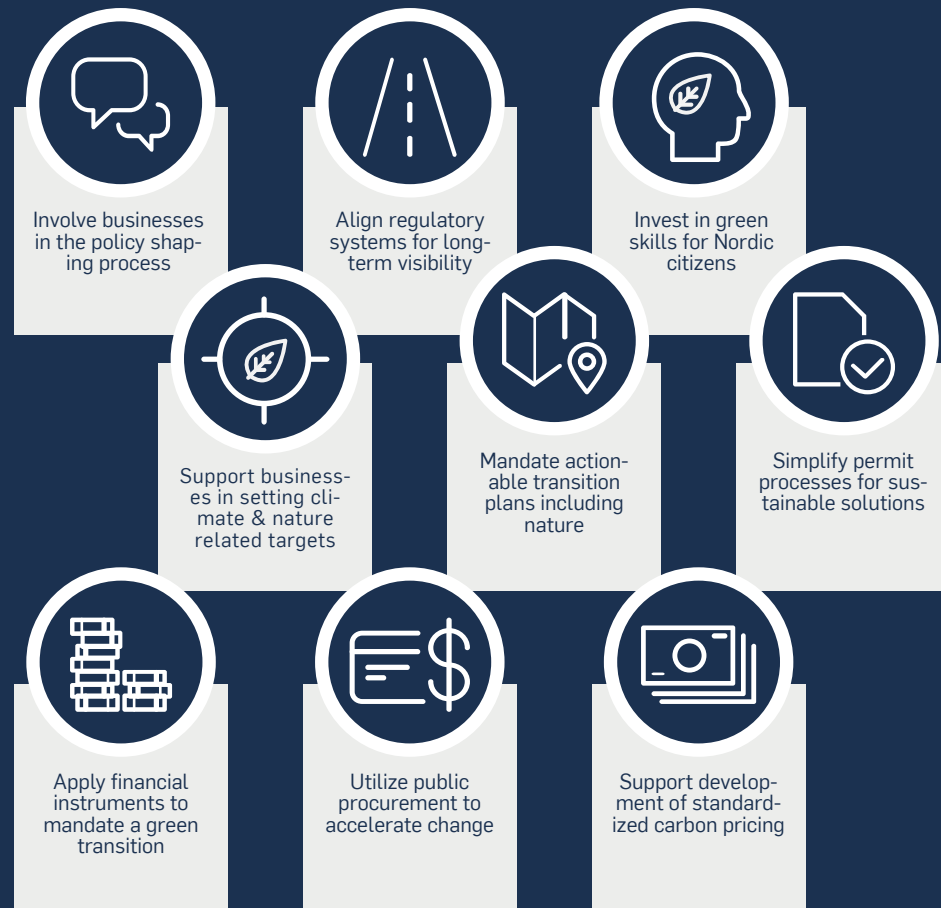 Involve businesses
in the policy shap-
ing process
Align regulatory
systems for long-
term visibility
Invest in green
skills for Nordic
citizens
Support business-
es in setting cli-
mate & nature
related targets
Mandate action-
able transition
plans including
nature
Simplify permit
processes for sus-
tainable solutions
Apply financial
instruments to
mandate a green
transition
Utilize public
procurement to
accelerate change
Support develop-
ment of standard-
ized carbon pricing